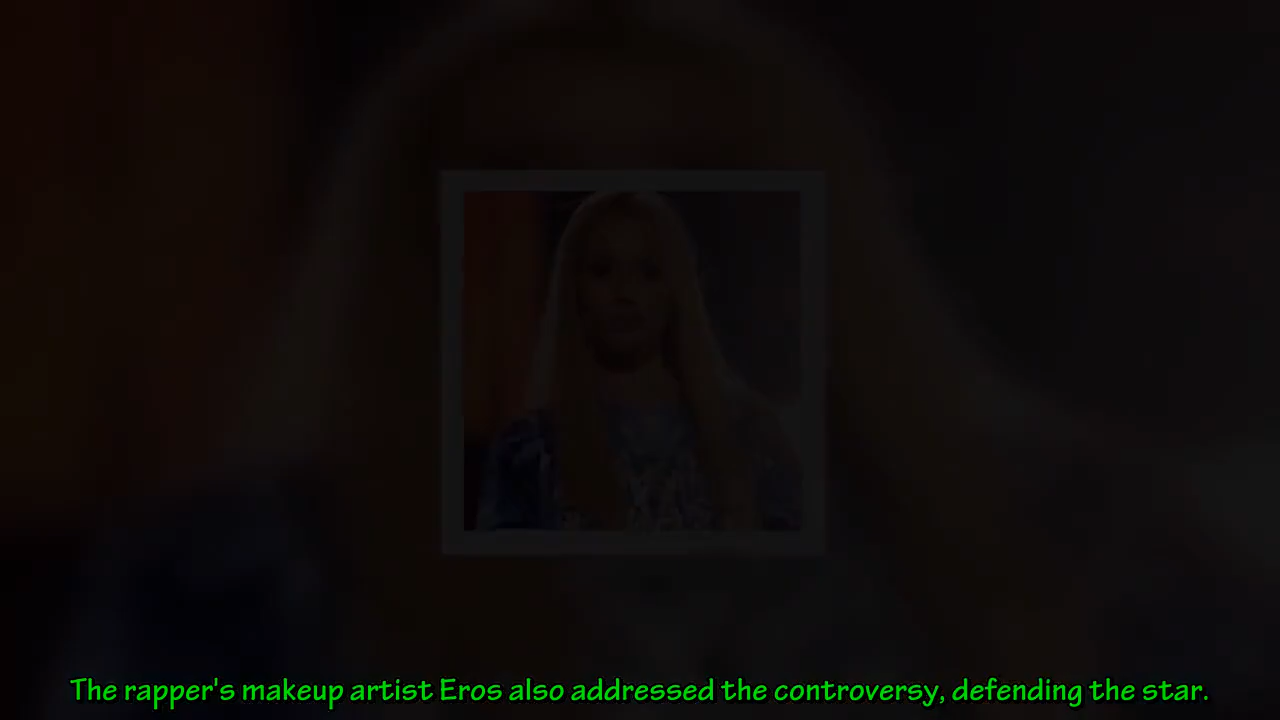 The rapper's makeup artist Eros also addressed the controversy, defending the star.